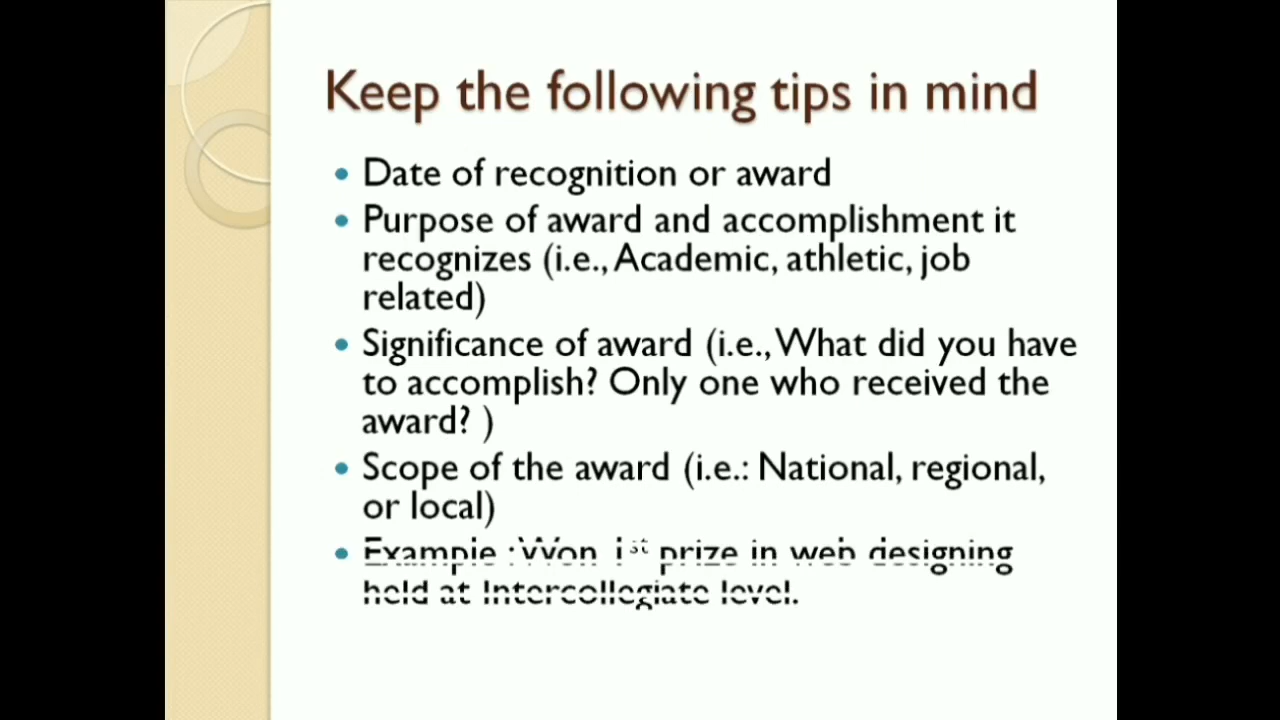 Keep the following tips in mind
• Date of recognition or award
• Purpose of award and accomplishment it
recognizes (i.e., Academic, athletic, job
related)
• Significance of award (i.e., What did you have
to accomplish? Only one who received the
award? )
• Scope of the award (i.e.: National, regional,
or local)
• Example : Won 1st prize in web designing
held at Intercollegiate level.